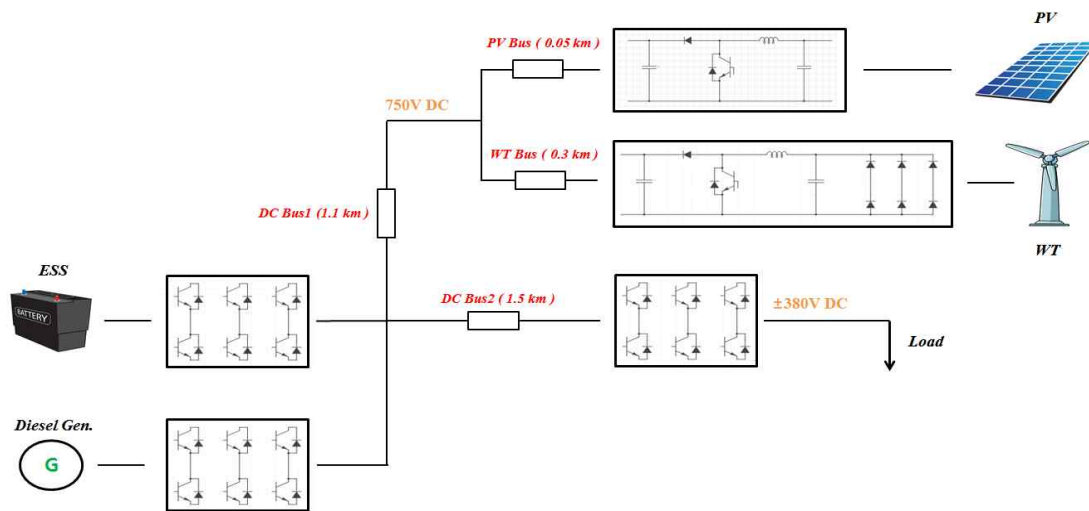 PV
PV Bus ( 0.05 km )
750V DC
WT Bus ( 0.3 km )
DC Bus1 (1.1 km )
WT
ESS
BATTERY
DC Bus2 ( 1.5 km )
±380V DC
Load
Diesel Gen.
G